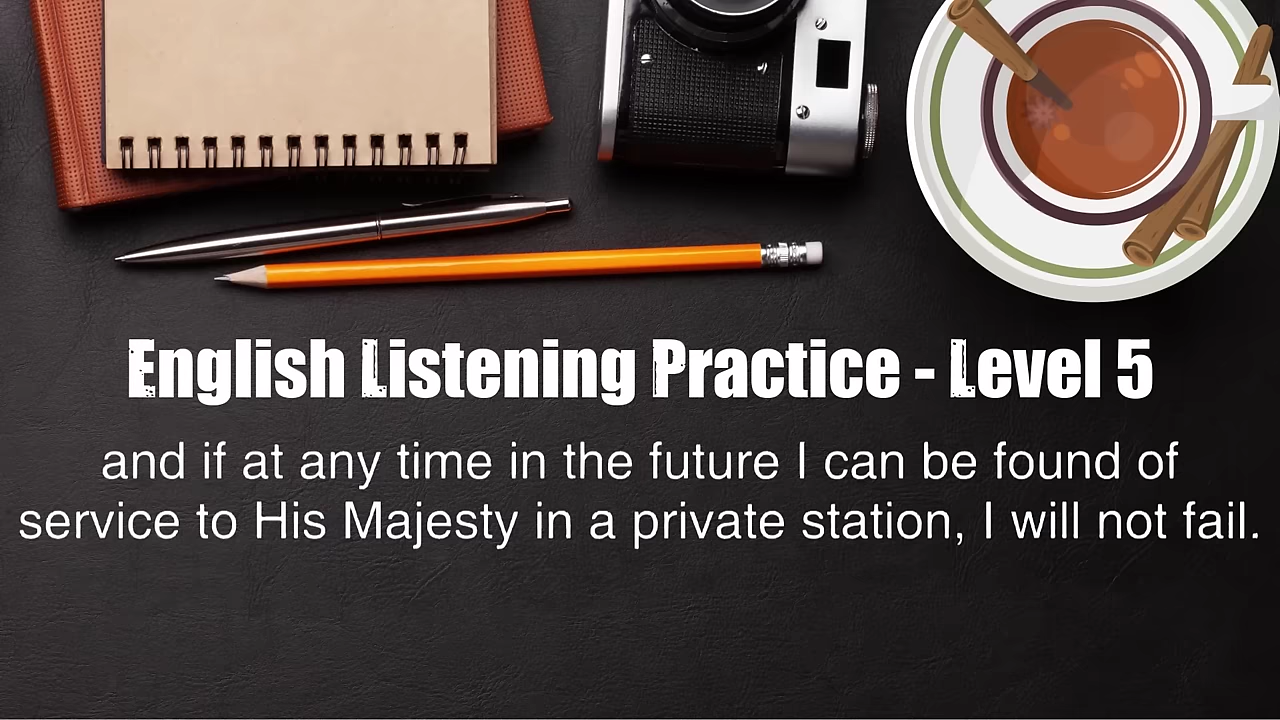 English Listening Practice - Level 5
and if at any time in the future I can be found of
service to His Majesty in a private station, I will not fail.